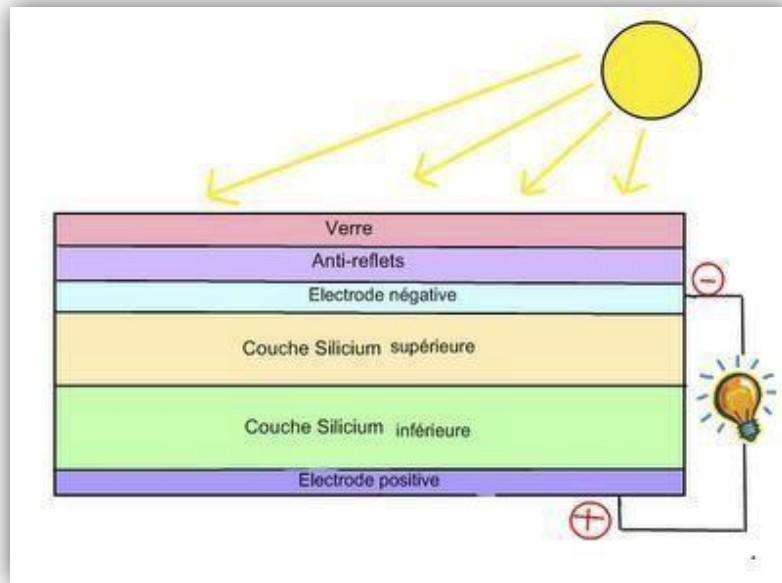 Verre
Anti-reflets
Electrode négative
−
Couche Silicium supérieure
Couche Silicium inférieure
Electrode positive
+